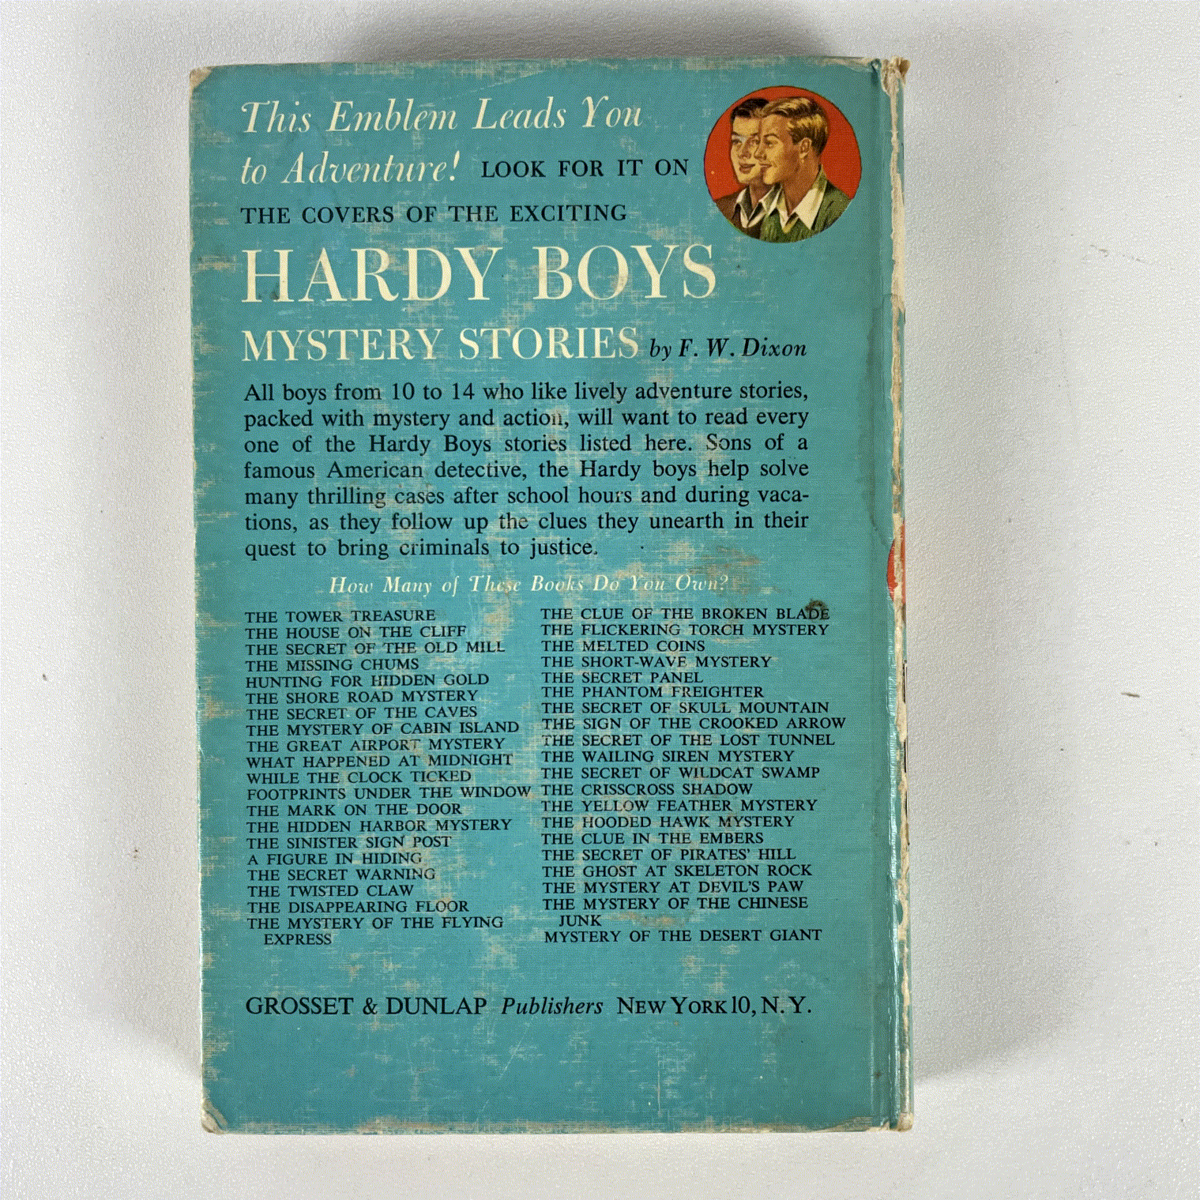 This Emblem Leads You
to Adventure! LOOK FOR IT ON
THE COVERS OF THE EXCITING
HARDY BOYS
MYSTERY STORIES by F. W. Dixon
All boys from 10 to 14 who like lively adventure stories,
packed with mystery and action, will want to read every
one of the Hardy Boys stories listed here. Sons of a
famous American detective, the Hardy boys help solve
many thrilling cases after school hours and during vaca-
tions, as they follow up the clues they unearth in their
quest to bring criminals to justice.
How Many of These Books Do You Own?
THE TOWER TREASURE
THE HOUSE ON THE CLIFF
THE SECRET OF THE OLD MILL
THE MISSING CHUMS
HUNTING FOR HIDDEN GOLD
THE SHORE ROAD MYSTERY
THE SECRET OF THE CAVES
THE MYSTERY OF CABIN ISLAND
THE GREAT AIRPORT MYSTERY
WHAT HAPPENED AT MIDNIGHT
WHILE THE CLOCK TICKED
FOOTPRINTS UNDER THE WINDOW
THE MARK ON THE DOOR
THE HIDDEN HARBOR MYSTERY
THE SINISTER SIGN POST
A FIGURE IN HIDING
THE SECRET WARNING
THE TWISTED CLAW
THE DISAPPEARING FLOOR
THE MYSTERY OF THE FLYING
EXPRESS
THE CLUE OF THE BROKEN BLADE
THE FLICKERING TORCH MYSTERY
THE MELTED COINS
THE SHORT-WAVE MYSTERY
THE SECRET PANEL
THE PHANTOM FREIGHTER
THE SECRET OF SKULL MOUNTAIN
THE SIGN OF THE CROOKED ARROW
THE SECRET OF THE LOST TUNNEL
THE WAILING SIREN MYSTERY
THE SECRET OF WILDCAT SWAMP
THE CRISSCROSS SHADOW
THE YELLOW FEATHER MYSTERY
THE HOODED HAWK MYSTERY
THE CLUE IN THE EMBERS
THE SECRET OF PIRATES' HILL
THE GHOST AT SKELETON ROCK
THE MYSTERY AT DEVIL'S PAW
THE MYSTERY OF THE CHINESE
JUNK
MYSTERY OF THE DESERT GIANT
GROSSET & DUNLAP Publishers NEW YORK 10, N. Y.